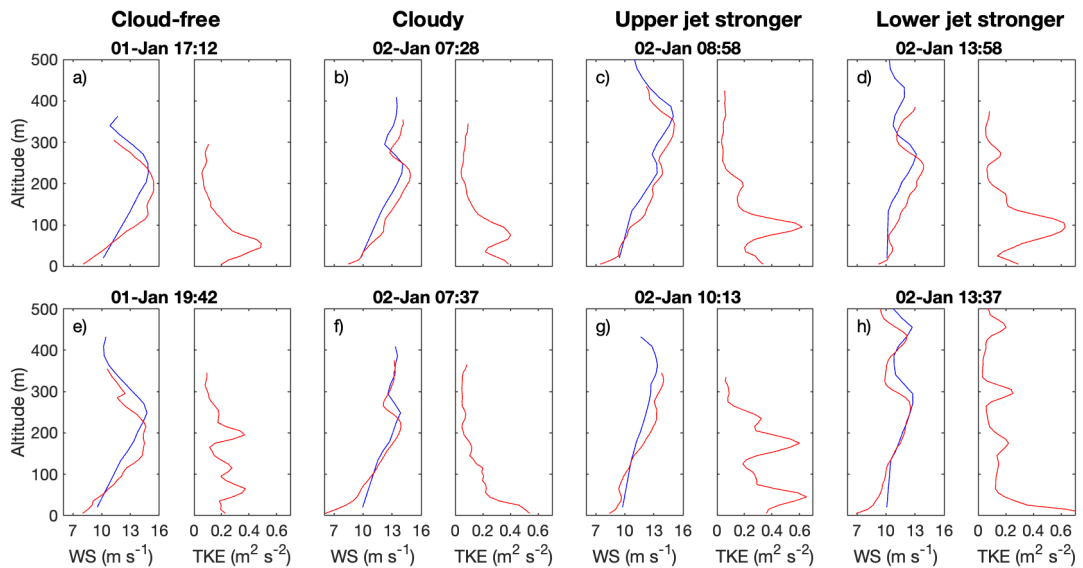 Cloud-free Cloudy Upper jet stronger Lower jet stronger
01-Jan 17:12 02-Jan 07:28 02-Jan 08:58 02-Jan 13:58
500
400
300
200
100
0
Altitude (m)
a) b) c) d)
01-Jan 19:42 02-Jan 07:37 02-Jan 10:13 02-Jan 13:37
500
400
300
200
100
0
Altitude (m)
e) f) g) h)
7 10 13 16 0 0.2 0.4 0.6 7 10 13 16 0 0.2 0.4 0.6 7 10 13 16 0 0.2 0.4 0.6 7 10 13 16 0 0.2 0.4 0.6
WS (m s⁻¹) TKE (m² s⁻²) WS (m s⁻¹) TKE (m² s⁻²) WS (m s⁻¹) TKE (m² s⁻²) WS (m s⁻¹) TKE (m² s⁻²)